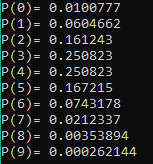 P(0)= 0.0100777
P(1)= 0.0604662
P(2)= 0.161243
P(3)= 0.250823
P(4)= 0.250823
P(5)= 0.167215
P(6)= 0.0743178
P(7)= 0.0212337
P(8)= 0.00353894
P(9)= 0.000262144